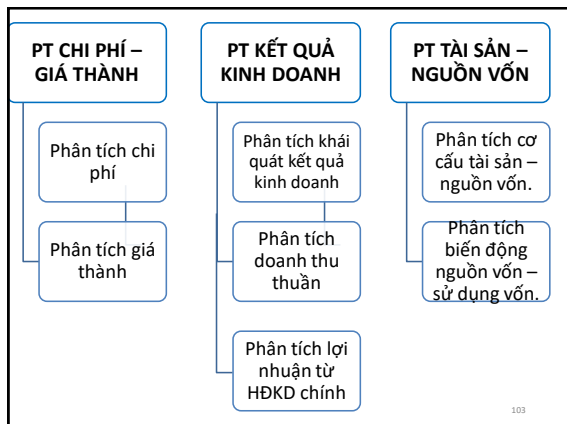 PT CHI PHÍ –
GIÁ THÀNH
Phân tích chi
phí
Phân tích giá
thành
PT KẾT QUẢ
KINH DOANH
Phân tích khái
quát kết quả
kinh doanh
Phân tích
doanh thu
thuần
Phân tích lợi
nhuận từ
HĐKD chính
PT TÀI SẢN –
NGUỒN VỐN
Phân tích cơ
cấu tài sản –
nguồn vốn.
Phân tích
biến động
nguồn vốn –
sử dụng vốn.
103